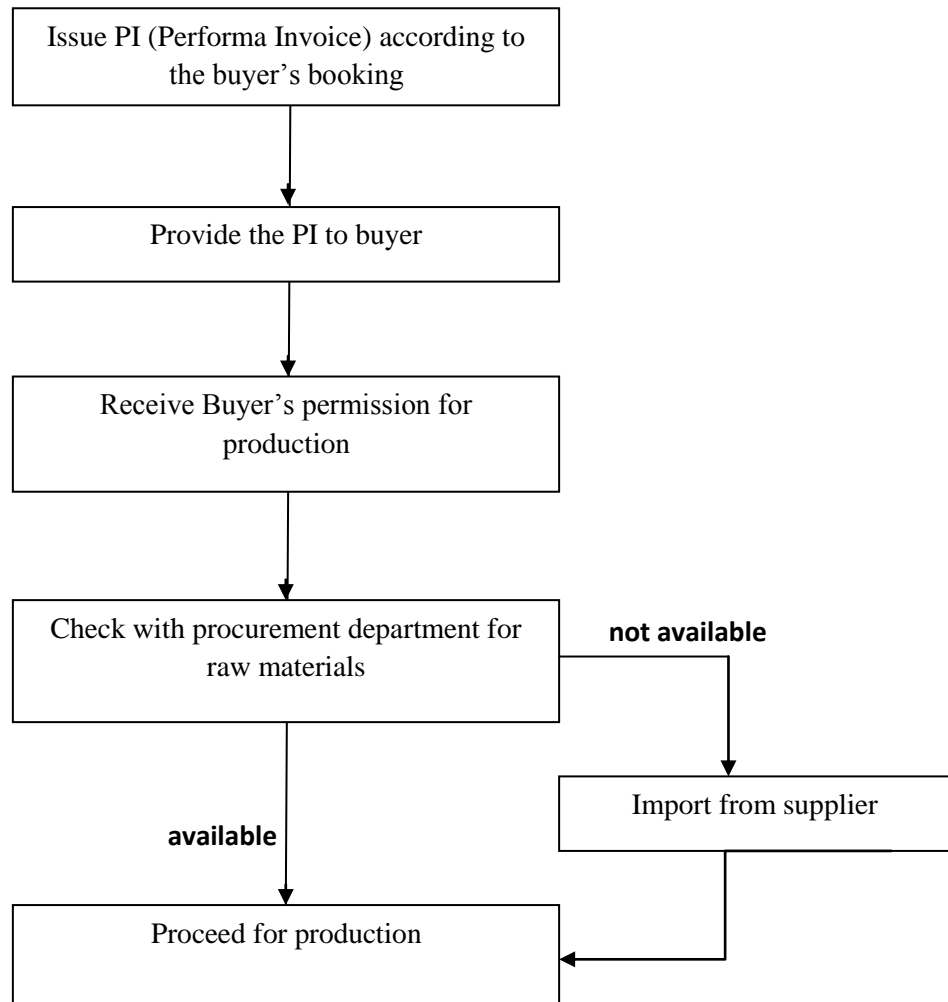 Issue PI (Performa Invoice) according to
the buyer’s booking
Provide the PI to buyer
Receive Buyer’s permission for
production
Check with procurement department for
raw materials
not available
Import from supplier
available
Proceed for production